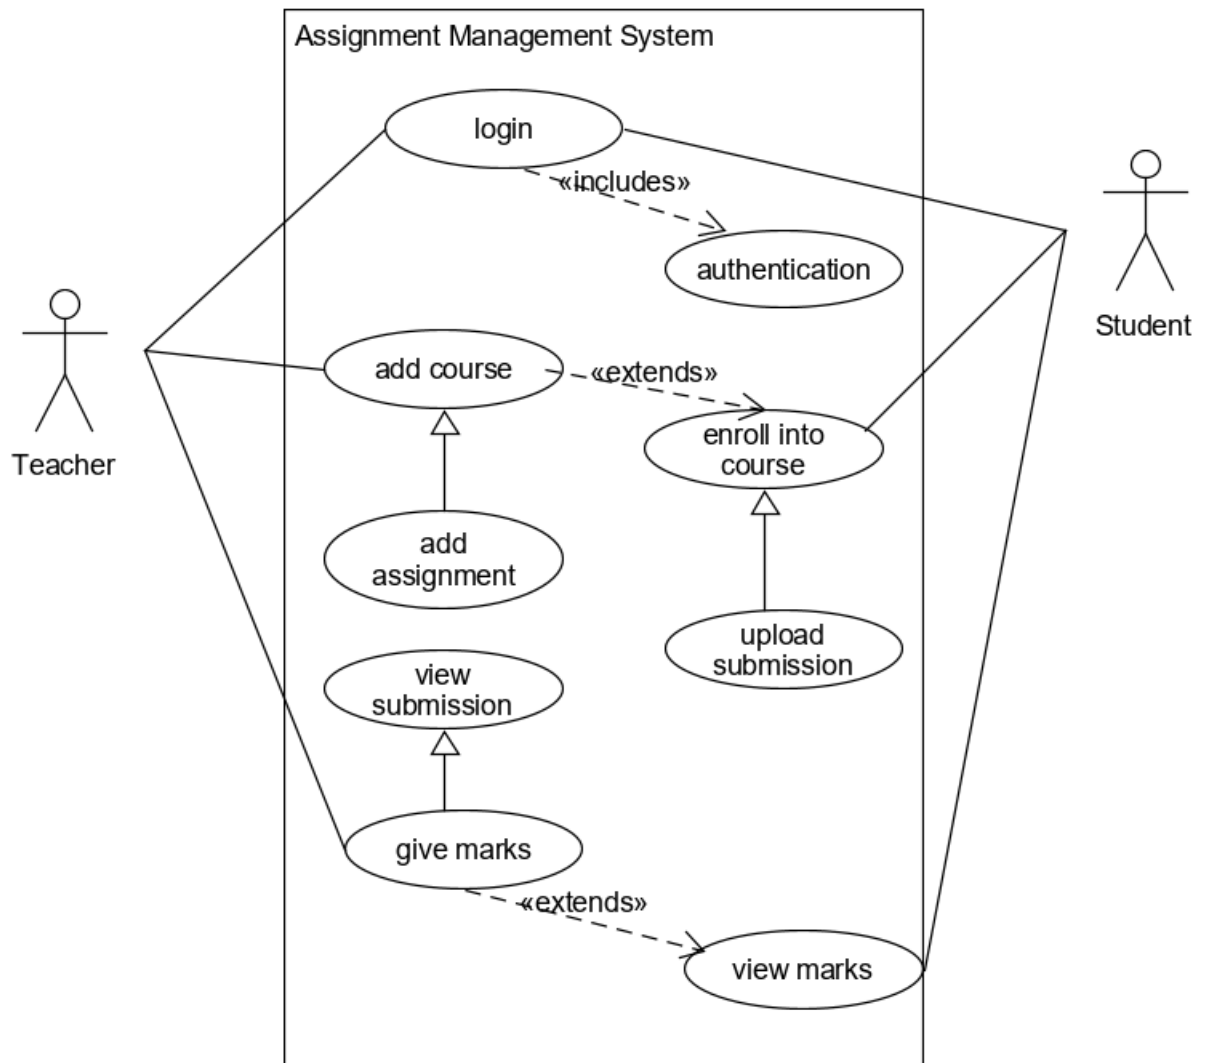 Assignment Management System
login
«includes»
authentication
Student
Teacher
add course
«extends»
enroll into
course
add
assignment
upload
submission
view
submission
give marks
«extends»
view marks